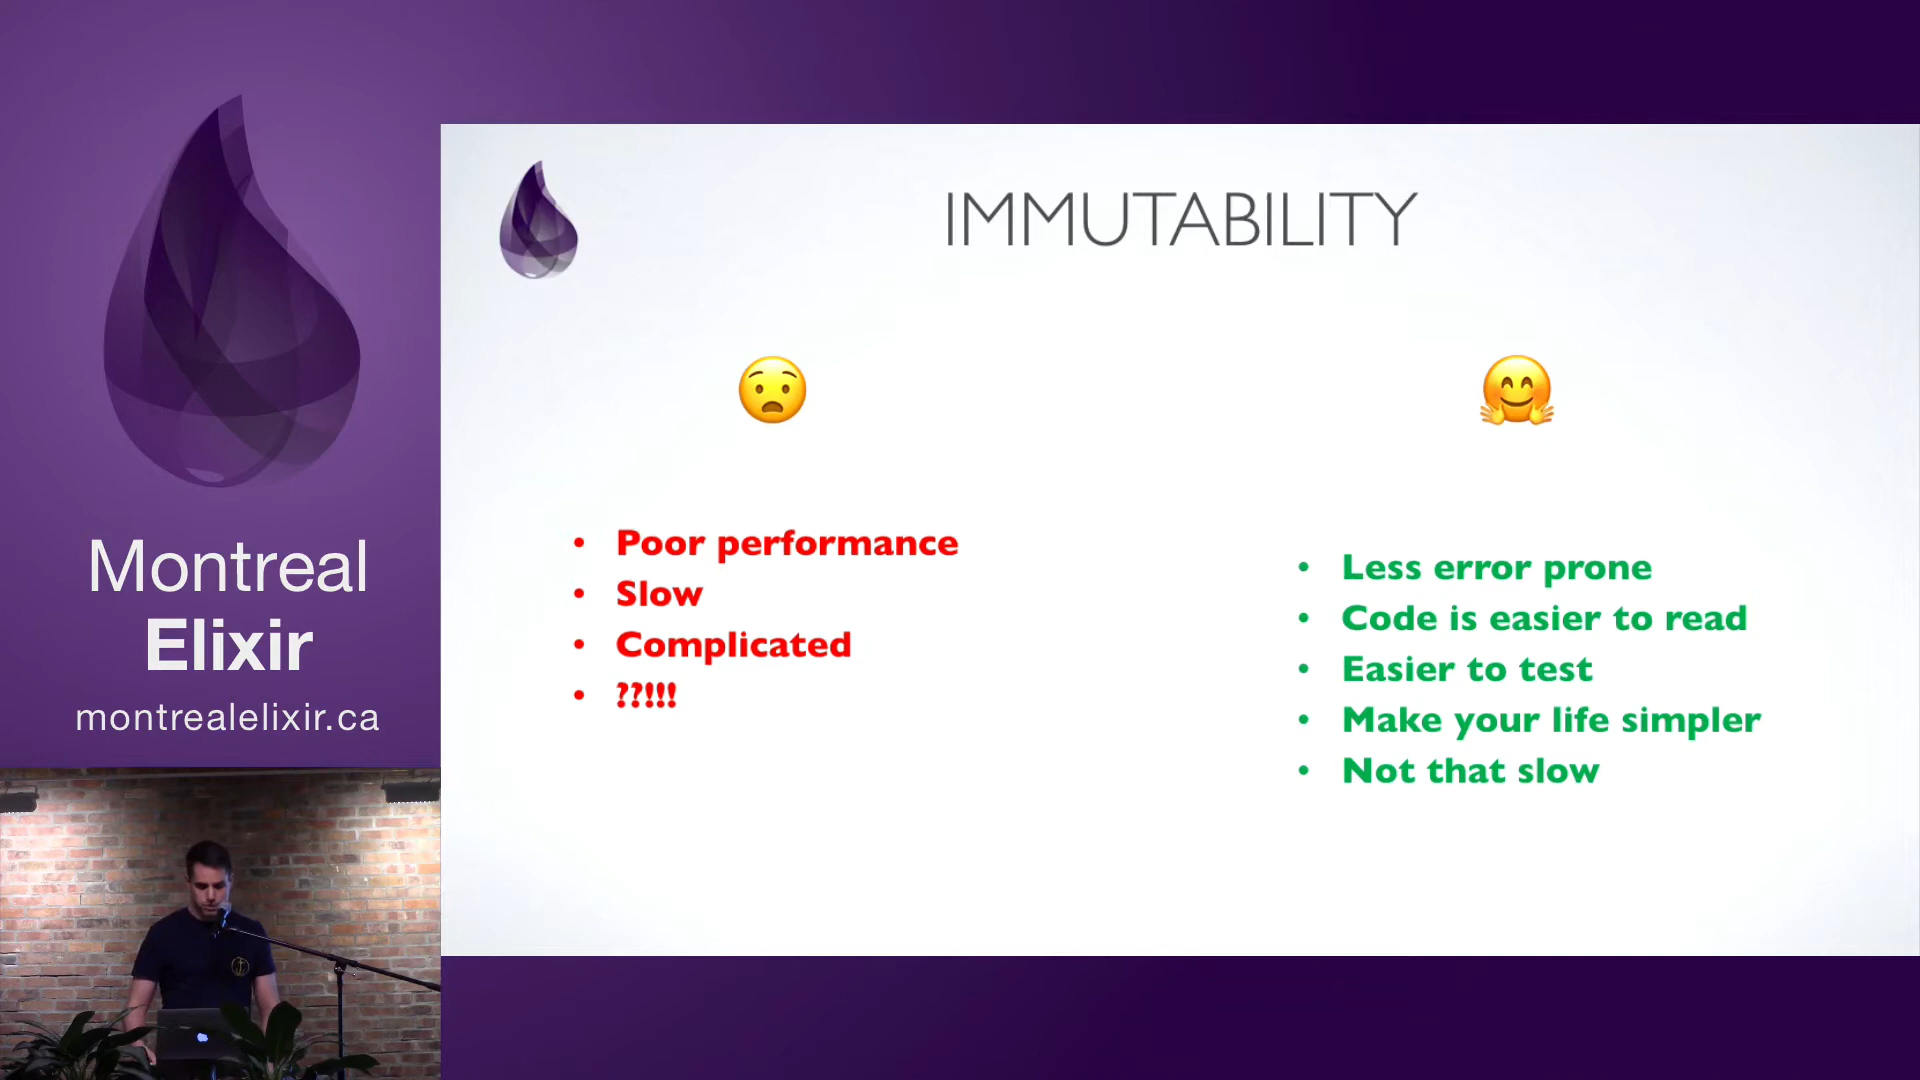 Montreal
Elixir
montrealelixir.ca
IMMUTABILITY
• Poor performance
• Slow
• Complicated
• ??!!!
• Less error prone
• Code is easier to read
• Easier to test
• Make your life simpler
• Not that slow